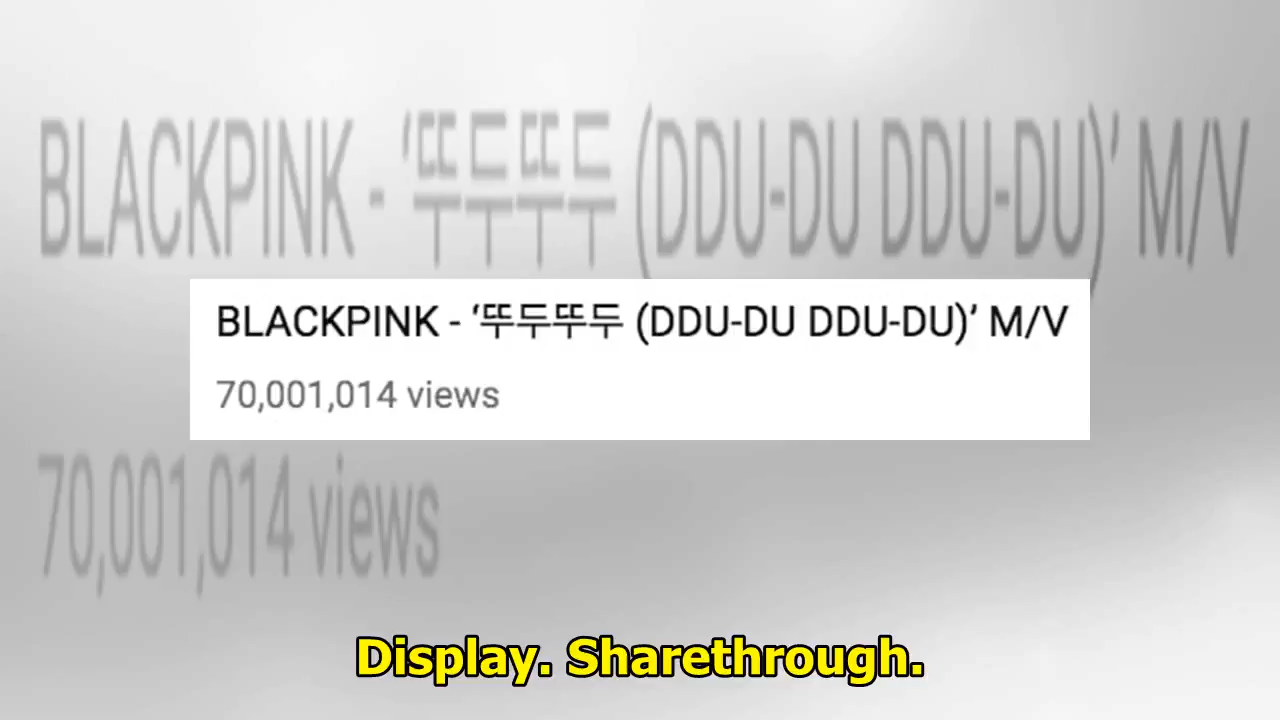 BLACKPINK - ‘뚜두뚜두 (DDU-DU DDU-DU)’ M/V
BLACKPINK - ‘뚜두뚜두 (DDU-DU DDU-DU)’ M/V
70,001,014 views
70,001,014 views
Display. Sharethrough.